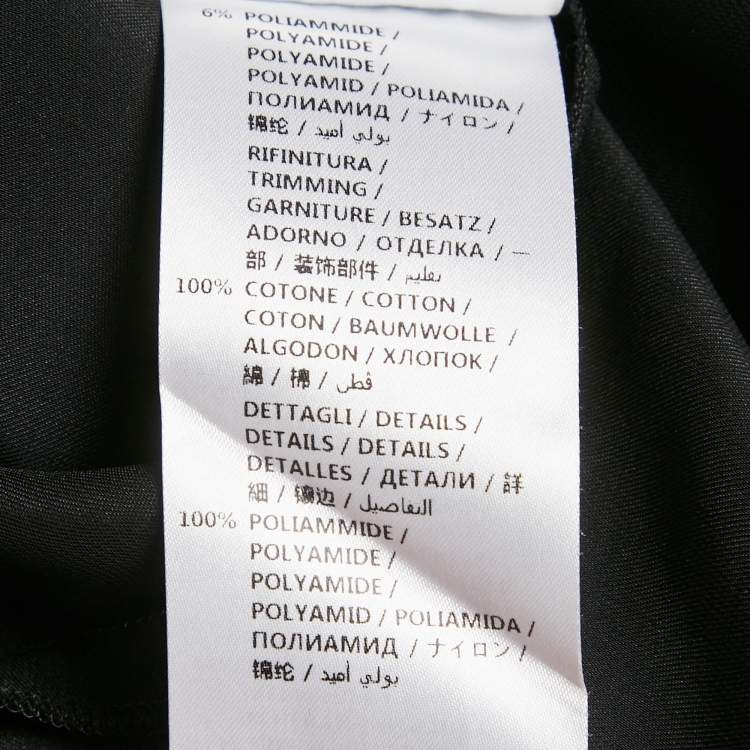 6% POLIAMMIDE /
POLYAMIDE /
POLYAMIDE /
POLYAMID / POLIAMIDA /
ПОЛИАМИД / ナイロン /
锦纶 / بولي أميد
RIFINITURA /
TRIMMING /
GARNITURE / BESATZ /
ADORNO / ОТДЕЛКА / 一
部 / 装饰部件 / تقليم
100% COTONE / COTTON /
COTON / BAUMWOLLE /
ALGODON / ХЛОПОК /
綿 / 棉 / قطن
DETTAGLI / DETAILS /
DETAILS / DETAILS /
DETALLES / ДЕТАЛИ / 詳
細 / 镶边 / التفاصيل
100% POLIAMMIDE /
POLYAMIDE /
POLYAMIDE /
POLYAMID / POLIAMIDA /
ПОЛИАМИД / ナイロン /
锦纶 / بولي أميد